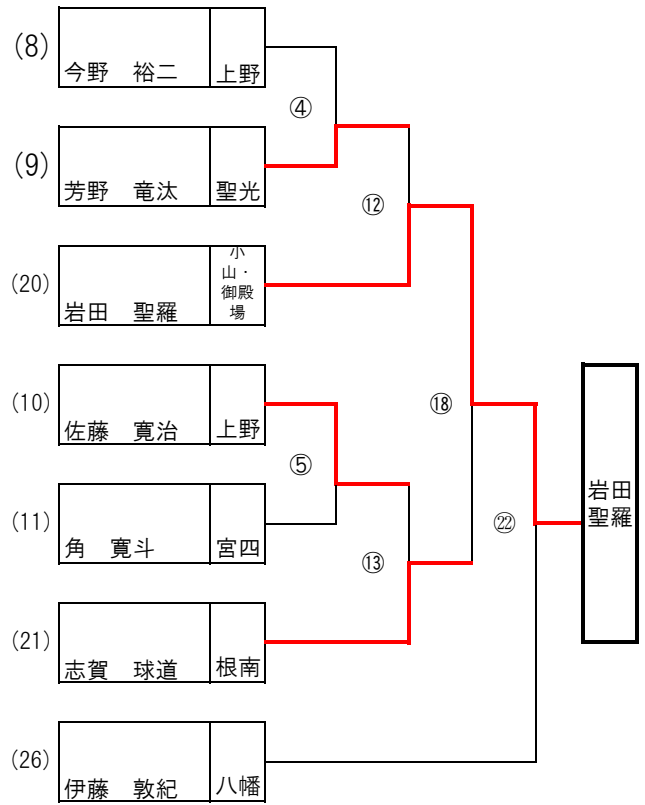 (8)
今野　裕二
上野
④
(9)
芳野　竜汰
聖光
⑫
(20)
岩田　聖羅
小
山・
御殿
場
(10)
佐藤　寛治
上野
⑱
⑤
(11)
角　寛斗
宮四
㉒
岩田
聖羅
⑬
(21)
志賀　球道
根南
(26)
伊藤　敦紀
八幡